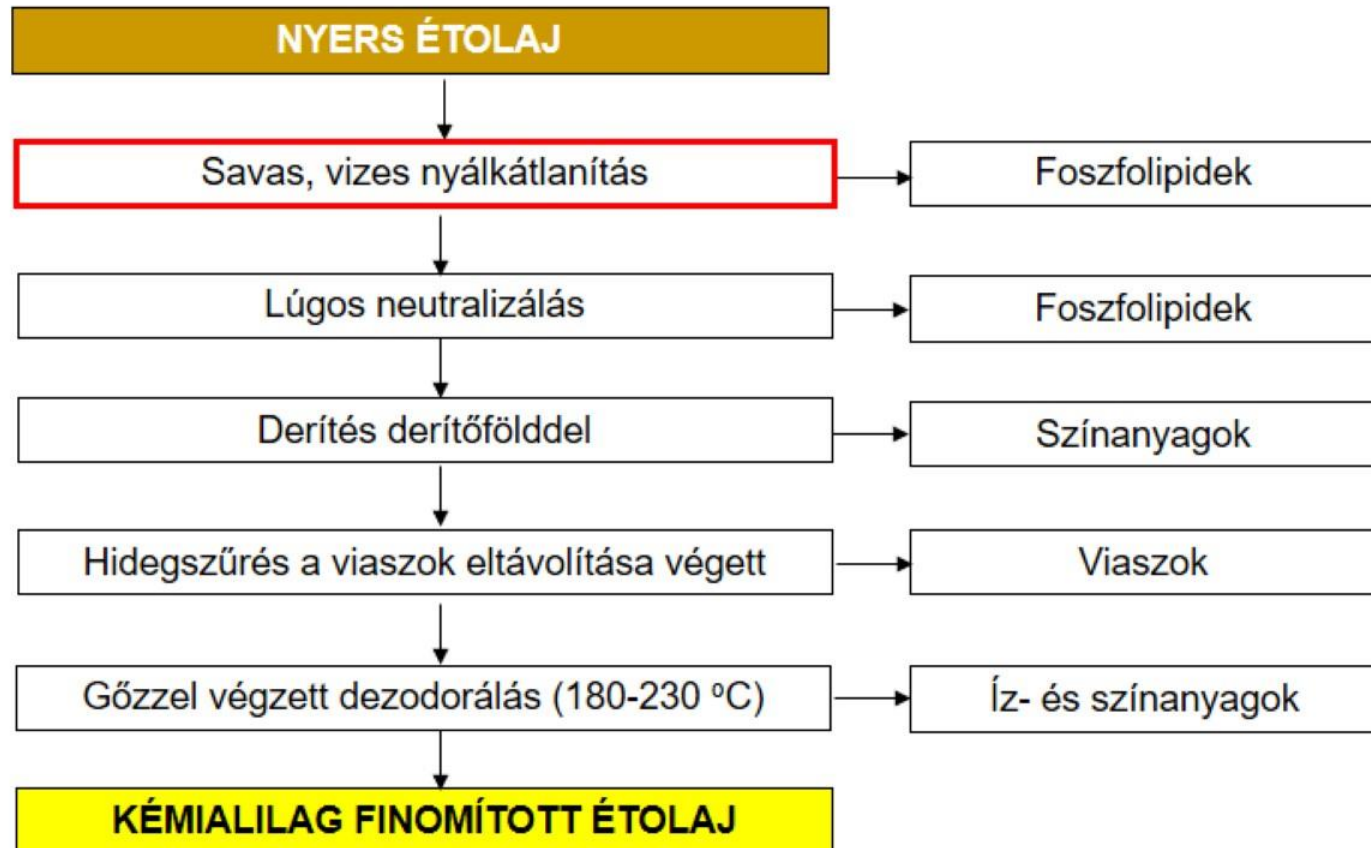 NYERS ÉTOLAJ
Savas, vizes nyálkátlanítás
Foszfolipidek
Lúgos neutralizálás
Foszfolipidek
Derítés derítőfölddel
Színanyagok
Hidegszűrés a viaszok eltávolítása végett
Viaszok
Gőzzel végzett dezodorálás (180-230 ºC)
Íz- és színanyagok
KÉMIALILAG FINOMÍTOTT ÉTOLAJ